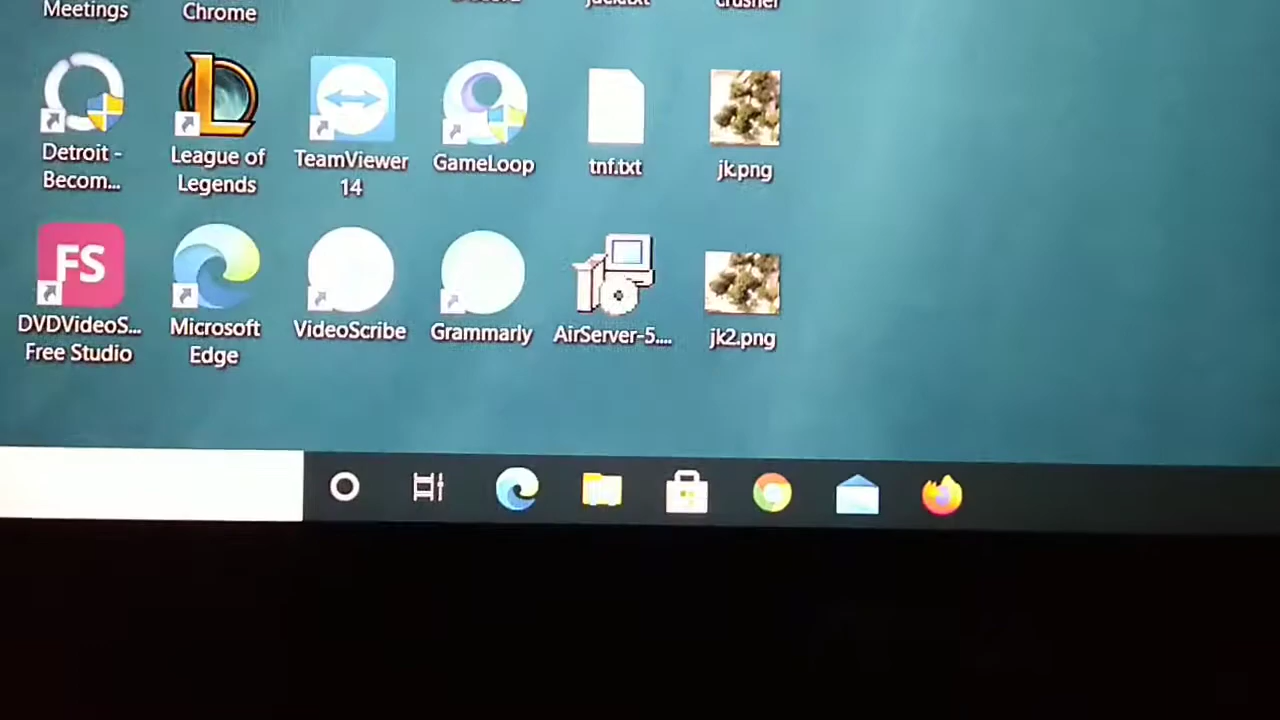 Meetings
Chrome
crusher
Detroit -
Becom...
League of
Legends
TeamViewer
14
GameLoop
tnf.txt
jk.png
FS
DVDVideoS...
Free Studio
Microsoft
Edge
VideoScribe
Grammarly
AirServer-5....
jk2.png